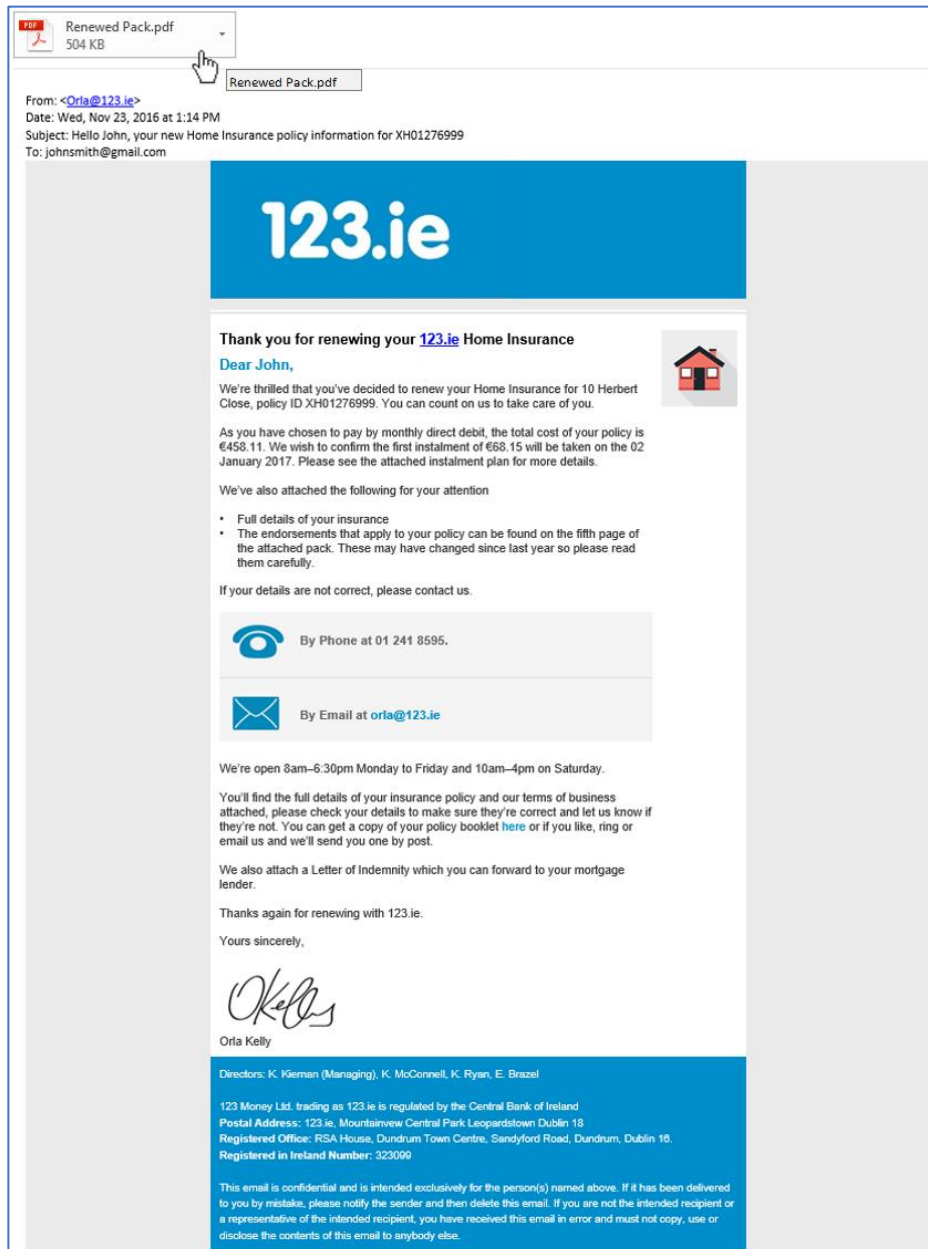 PDF
Renewed Pack.pdf
504 KB
Renewed Pack.pdf
From: <Orla@123.ie>
Date: Wed, Nov 23, 2016 at 1:14 PM
Subject: Hello John, your new Home Insurance policy information for XH01276999
To: johnsmith@gmail.com
123.ie
Thank you for renewing your 123.ie Home Insurance
Dear John,
We're thrilled that you've decided to renew your Home Insurance for 10 Herbert
Close, policy ID XH01276999. You can count on us to take care of you.
As you have chosen to pay by monthly direct debit, the total cost of your policy is
€458.11. We wish to confirm the first instalment of €68.15 will be taken on the 02
January 2017. Please see the attached instalment plan for more details.
We've also attached the following for your attention
• Full details of your insurance
• The endorsements that apply to your policy can be found on the fifth page of
the attached pack. These may have changed since last year so please read
them carefully.
If your details are not correct, please contact us.
By Phone at 01 241 8595.
By Email at orla@123.ie
We're open 8am–6:30pm Monday to Friday and 10am–4pm on Saturday.
You'll find the full details of your insurance policy and our terms of business
attached, please check your details to make sure they're correct and let us know if
they're not. You can get a copy of your policy booklet here or if you like, ring or
email us and we'll send you one by post.
We also attach a Letter of Indemnity which you can forward to your mortgage
lender.
Thanks again for renewing with 123.ie.
Yours sincerely,
OKelly
Orla Kelly
Directors: K. Kiernan (Managing), K. McConnell, K. Ryan, E. Brazel
123 Money Ltd. trading as 123.ie is regulated by the Central Bank of Ireland
Postal Address: 123.ie, Mountainvew Central Park Leopardstown Dublin 18
Registered Office: RSA House, Dundrum Town Centre, Sandyford Road, Dundrum, Dublin 16.
Registered in Ireland Number: 323099
This email is confidential and is intended exclusively for the person(s) named above. If it has been delivered
to you by mistake, please notify the sender and then delete this email. If you are not the intended recipient or
a representative of the intended recipient, you have received this email in error and must not copy, use or
disclose the contents of this email to anybody else.